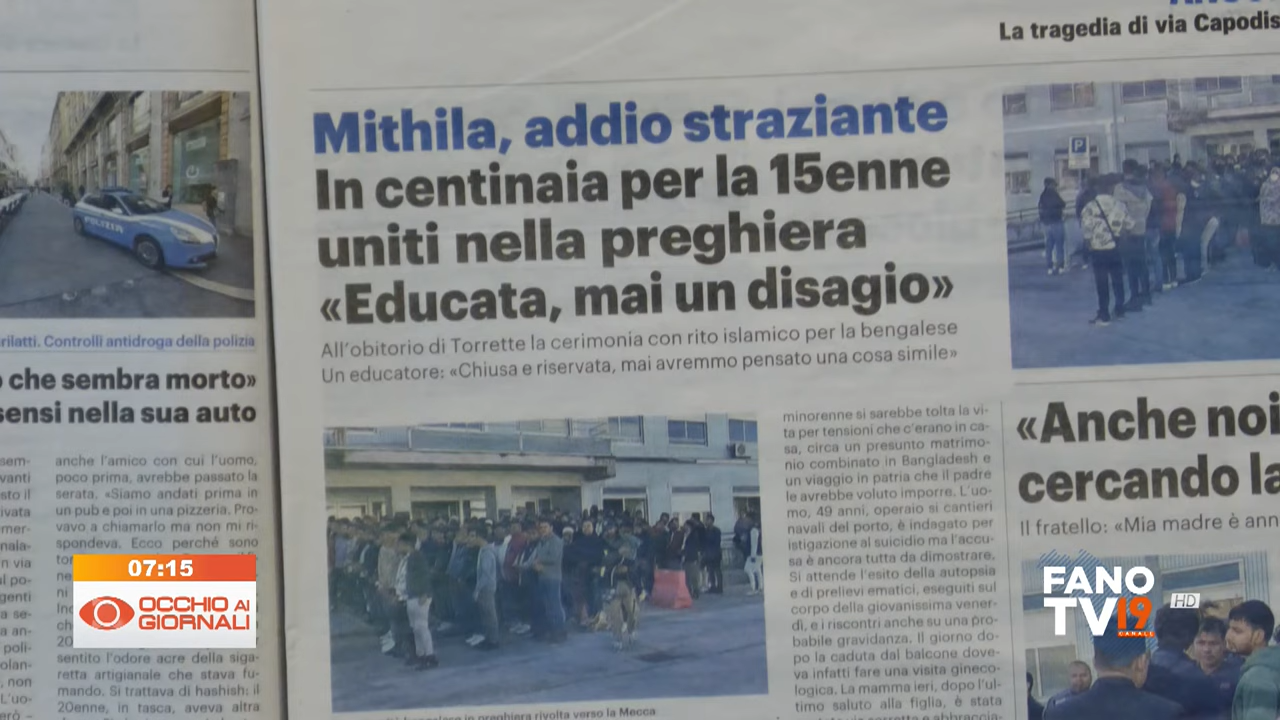 La tragedia di via
Mithila, addio straziante
In centinaia per la 15enne
uniti nella preghiera
«Educata, mai un disagio»
All'obitorio di Torrette la cerimonia con rito islamico per la bengalese
Un educatore: «Chiusa e riservata, mai avremmo pensato una cosa simile»
P
POLIZIA
Controlli antidroga della polizia
che sembra morto»
sensi nella sua auto
anche l'amico con cui l'uomo,
poco prima, avrebbe passato la
serata. «Siamo andati prima in
un pub e poi in una pizzeria. Pro-
vavo a chiamarlo ma non mi ri-
spondeva. Ecco perché sono
sentito l'odore acre della siga-
retta artigianale che stava fu-
mando. Si trattava di hashish: il
20enne, in tasca, aveva altra
minorenne si sarebbe tolta la vi-
ta per tensioni che c'erano in ca-
sa, circa un presunto matrimo-
nio combinato in Bangladesh e
un viaggio in patria che il padre
le avrebbe voluto imporre. L'uo-
mo, 49 anni, operaio si cantieri
navali del porto, è indagato per
istigazione al suicidio ma l'accu-
sa è ancora tutta da dimostrare.
Si attende l'esito della autopsia
e di prelievi ematici, eseguiti sul
corpo della giovanissima vener-
dì, e i riscontri anche su una pro-
babile gravidanza. Il giorno do-
po la caduta dal balcone dove-
va infatti fare una visita gineco-
logica. La mamma ieri, dopo l'ul-
timo saluto alla figlia, è stata
in preghiera rivolta verso la Mecca
«Anche noi
cercando la
Il fratello: «Mia madre è
07:15
OCCHIO AI
GIORNALI
FANO
TV19
CANALE
HD